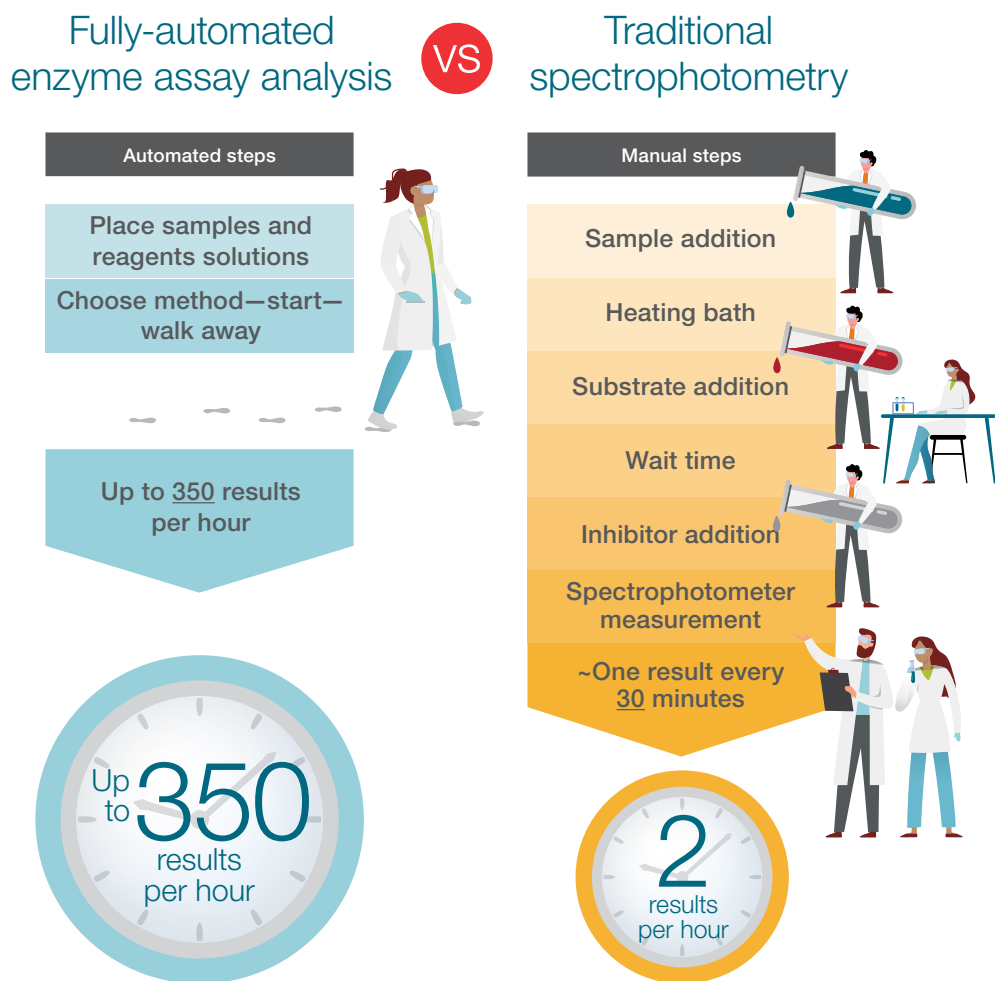 Fully-automated
enzyme assay analysis
VS
Traditional
spectrophotometry
Automated steps
Place samples and
reagents solutions
Choose method—start—
walk away
Up to 350 results
per hour
Up
to 350
results
per hour
Manual steps
Sample addition
Heating bath
Substrate addition
Wait time
Inhibitor addition
Spectrophotometer
measurement
~One result every
30 minutes
2
results
per hour